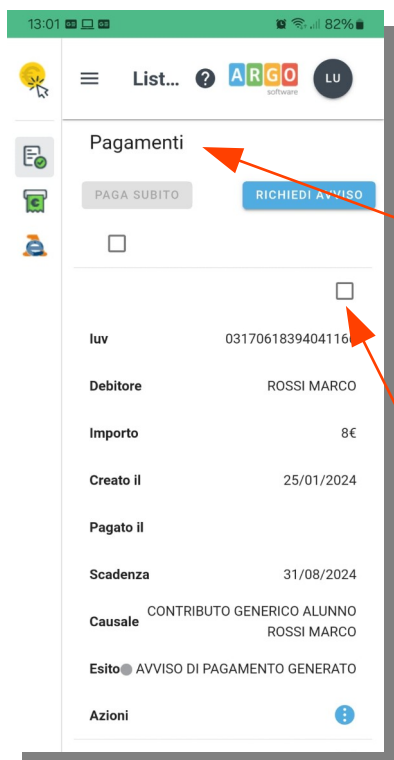 13:01 82%
List... ? ARGO
software LU
Pagamenti
PAGA SUBITO RICHIEDI AVVISO
Iuv
Debitore ROSSI MARCO
Importo 8€
Creato il 25/01/2024
Pagato il
Scadenza 31/08/2024
Causale CONTRIBUTO GENERICO ALUNNO
ROSSI MARCO
Esito AVVISO DI PAGAMENTO GENERATO
Azioni